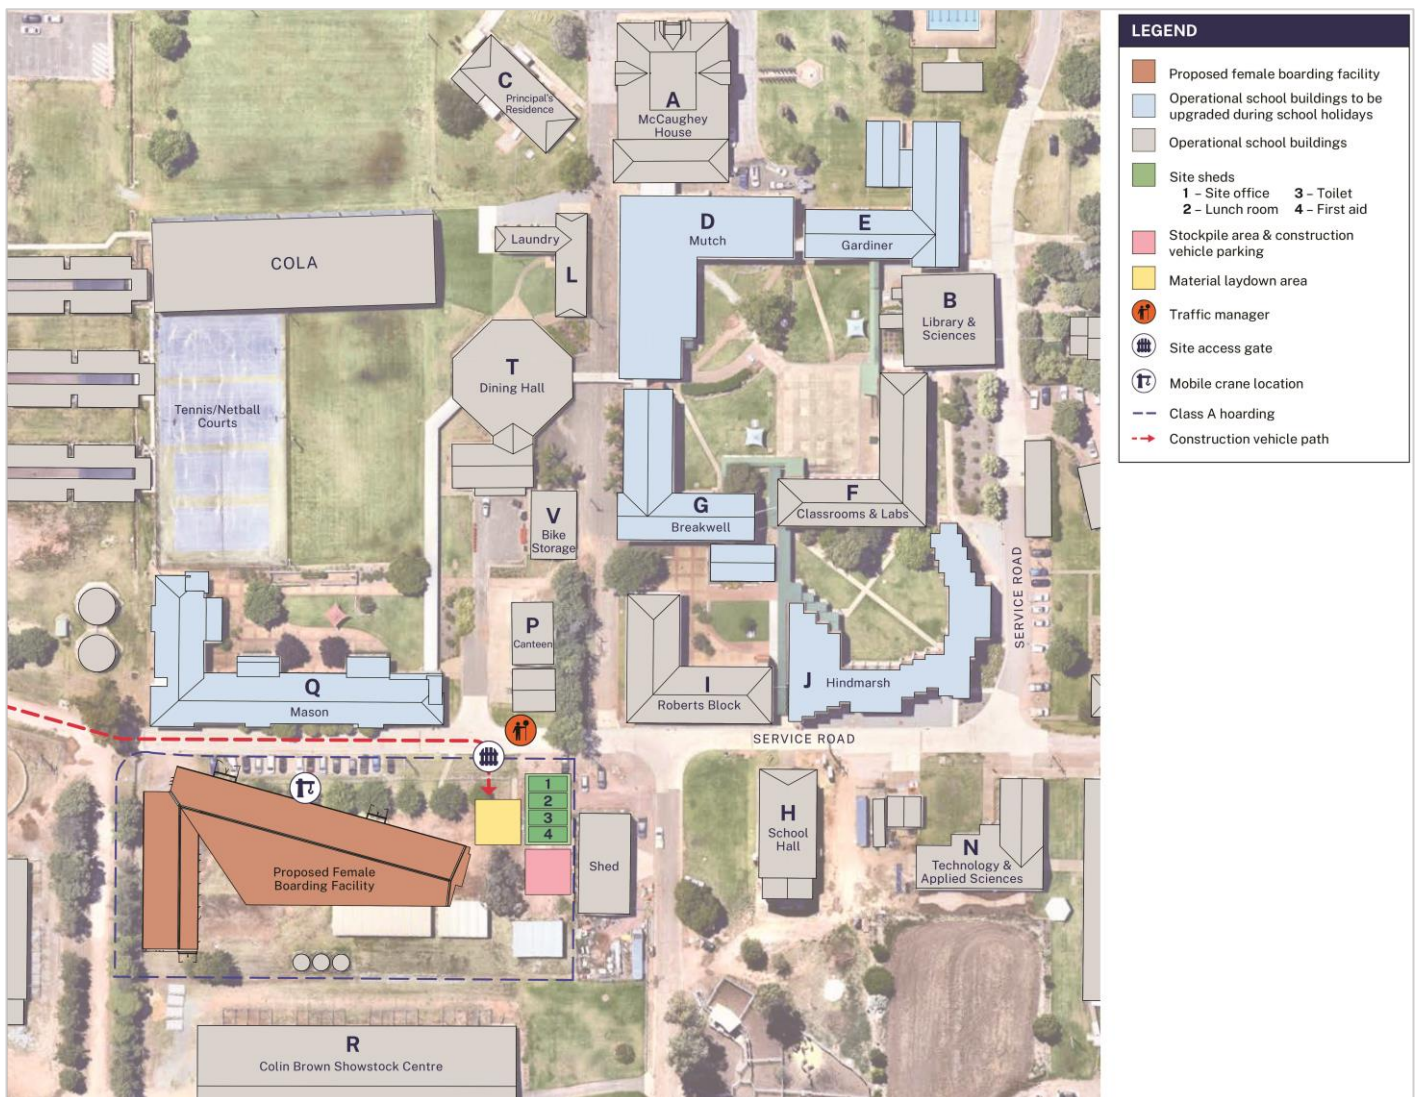 C
Principal's
Residence
A
McCaughey
House
LEGEND
Proposed female boarding facility
Operational school buildings to be
upgraded during school holidays
Operational school buildings
Site sheds
1 – Site office 3 – Toilet
2 – Lunch room 4 – First aid
Stockpile area & construction
vehicle parking
Material laydown area
Traffic manager
Site access gate
Mobile crane location
Class A hoarding
Construction vehicle path
COLA
Laundry
L
D
Mutch
E
Gardiner
B
Library &
Sciences
T
Dining Hall
Tennis/Netball
Courts
V
Bike
Storage
G
Breakwell
F
Classrooms & Labs
P
Canteen
Q
Mason
I
Roberts Block
J Hindmarsh
SERVICE ROAD
SERVICE ROAD
1
2
3
4
Proposed Female
Boarding Facility
Shed
H
School
Hall
N
Technology &
Applied Sciences
R
Colin Brown Showstock Centre